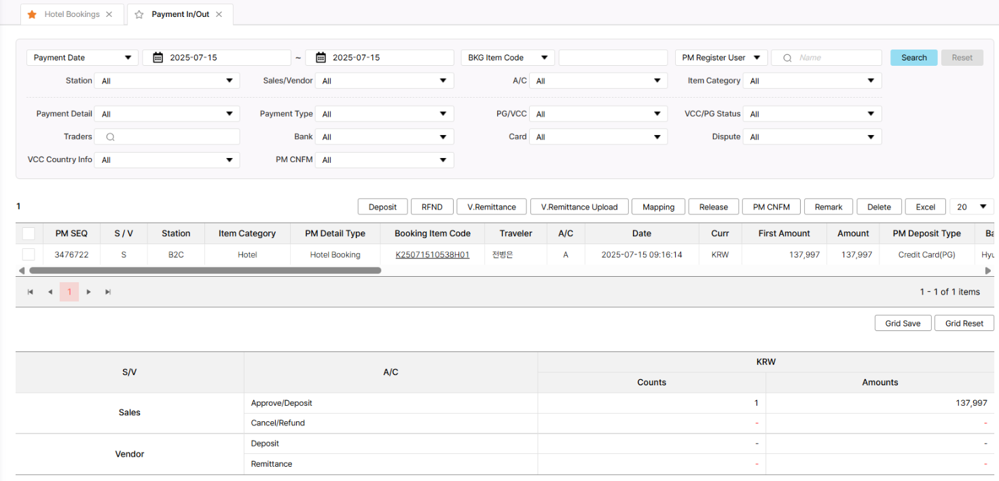 Hotel Bookings Payment In/Out
Payment Date 2025-07-15 ~ 2025-07-15 BKG Item Code PM Register User Name Search Reset
Station All Sales/Vendor All A/C All Item Category All
Payment Detail All Payment Type All PG/VCC All VCC/PG Status All
Traders Bank All Card All Dispute All
VCC Country Info All PM CNFM All
1 Deposit RFND V.Remittance V.Remittance Upload Mapping Release PM CNFM Remark Delete Excel 20
PM SEQ S / V Station Item Category PM Detail Type Booking Item Code Traveler A/C Date Curr First Amount Amount PM Deposit Type Ba
3476722 S B2C Hotel Hotel Booking K25071510538H01 전병은 A 2025-07-15 09:16:14 KRW 137,997 137,997 Credit Card(PG) Hyu
1 1 - 1 of 1 items
Grid Save Grid Reset
S/V A/C KRW
Counts Amounts
Sales Approve/Deposit 1 137,997
Cancel/Refund - -
Vendor Deposit - -
Remittance - -